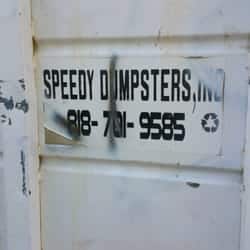 SPEEDY DUMPSTERS, INC
818-701-9585